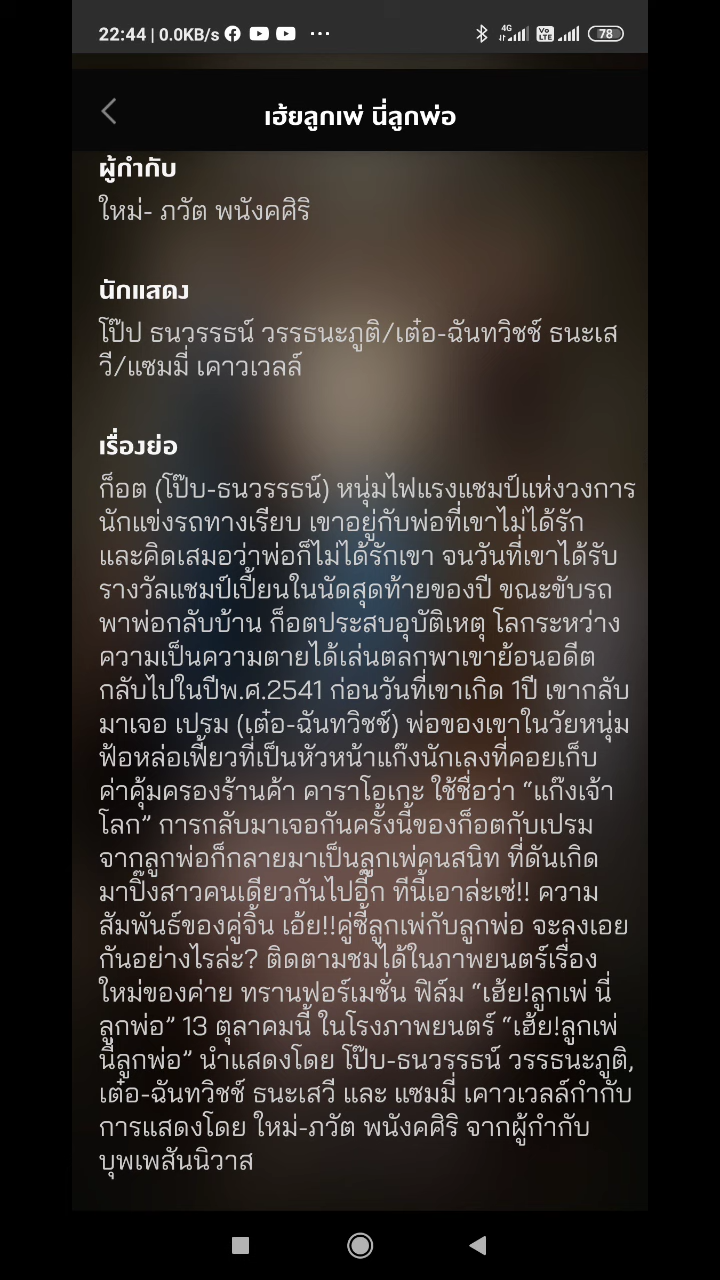 22:44 | 0.0KB/s ...
4G Vo LTE 78
เฮ้ยลูกเพ่ นี่ลูกพ่อ
ผู้กำกับ
ใหม่- ภวัต พนังคศิริ
นักแสดง
โป๊ป ธนวรรธน์ วรรธนะภูติ/เต๋อ-ฉันทวิชช์ ธนะเส
วี/แซมมี่ เคาวเวลล์
เรื่องย่อ
ก็อต (โป๊บ-ธนวรรธน์) หนุ่มไฟแรงแชมป์แห่งวงการ
นักแข่งรถทางเรียบ เขาอยู่กับพ่อที่เขาไม่ได้รัก
และคิดเสมอว่าพ่อก็ไม่ได้รักเขา จนวันที่เขาได้รับ
รางวัลแชมป์เปี้ยนในนัดสุดท้ายของปี ขณะขับรถ
พาพ่อกลับบ้าน ก็อตประสบอุบัติเหตุ โลกระหว่าง
ความเป็นความตายได้เล่นตลกพาเขาย้อนอดีต
กลับไปในปีพ.ศ.2541 ก่อนวันที่เขาเกิด 1ปี เขากลับ
มาเจอ เปรม (เต๋อ-ฉันทวิชช์) พ่อของเขาในวัยหนุ่ม
ฟ้อหล่อเฟี้ยวที่เป็นหัวหน้าแก๊งนักเลงที่คอยเก็บ
ค่าคุ้มครองร้านค้า คาราโอเกะ ใช้ชื่อว่า “แก๊งเจ้า
โลก” การกลับมาเจอกันครั้งนี้ของก็อตกับเปรม
จากลูกพ่อก็กลายมาเป็นลูกเพ่คนสนิท ที่ดันเกิด
มาปิ๊งสาวคนเดียวกันไปอี๊ก ทีนี้เอาล่ะเซ่!! ความ
สัมพันธ์ของคู่จิ้น เอ้ย!!คู่ซี้ลูกเพ่กับลูกพ่อ จะลงเอย
กันอย่างไรล่ะ? ติดตามชมได้ในภาพยนตร์เรื่อง
ใหม่ของค่าย ทรานฟอร์เมชั่น ฟิล์ม “เฮ้ย!ลูกเพ่ นี่
ลูกพ่อ” 13 ตุลาคมนี้ ในโรงภาพยนตร์ “เฮ้ย!ลูกเพ่
นี่ลูกพ่อ” นำแสดงโดย โป๊บ-ธนวรรธน์ วรรธนะภูติ,
เต๋อ-ฉันทวิชช์ ธนะเสวี และ แซมมี่ เคาวเวลล์กำกับ
การแสดงโดย ใหม่-ภวัต พนังคศิริ จากผู้กำกับ
บุพเพสันนิวาส